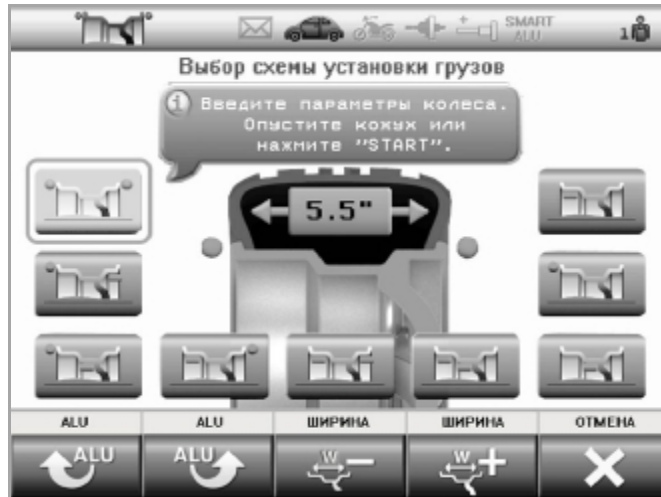 SMART
ALU
1
Выбор схемы установки грузов
i
Введите параметры колеса.
Опустите кожух или
нажмите "START".
5.5"
ALU
ALU
ШИРИНА
ШИРИНА
ОТМЕНА
ALU
ALU
W
W